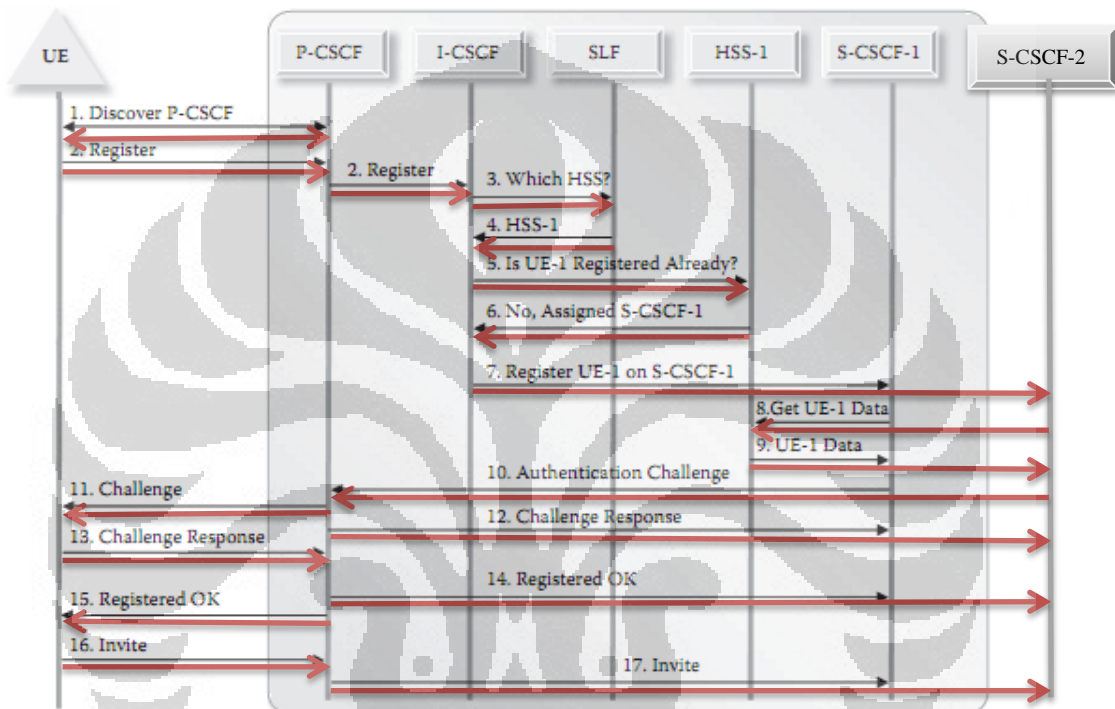 UE
P-CSCF
I-CSCF
SLF
HSS-1
S-CSCF-1
S-CSCF-2
1. Discover P-CSCF
2. Register
2. Register
3. Which HSS?
4. HSS-1
5. Is UE-1 Registered Already?
6. No, Assigned S-CSCF-1
7. Register UE-1 on S-CSCF-1
8.Get UE-1 Data
9. UE-1 Data
10. Authentication Challenge
11. Challenge
12. Challenge Response
13. Challenge Response
14. Registered OK
15. Registered OK
16. Invite
17. Invite